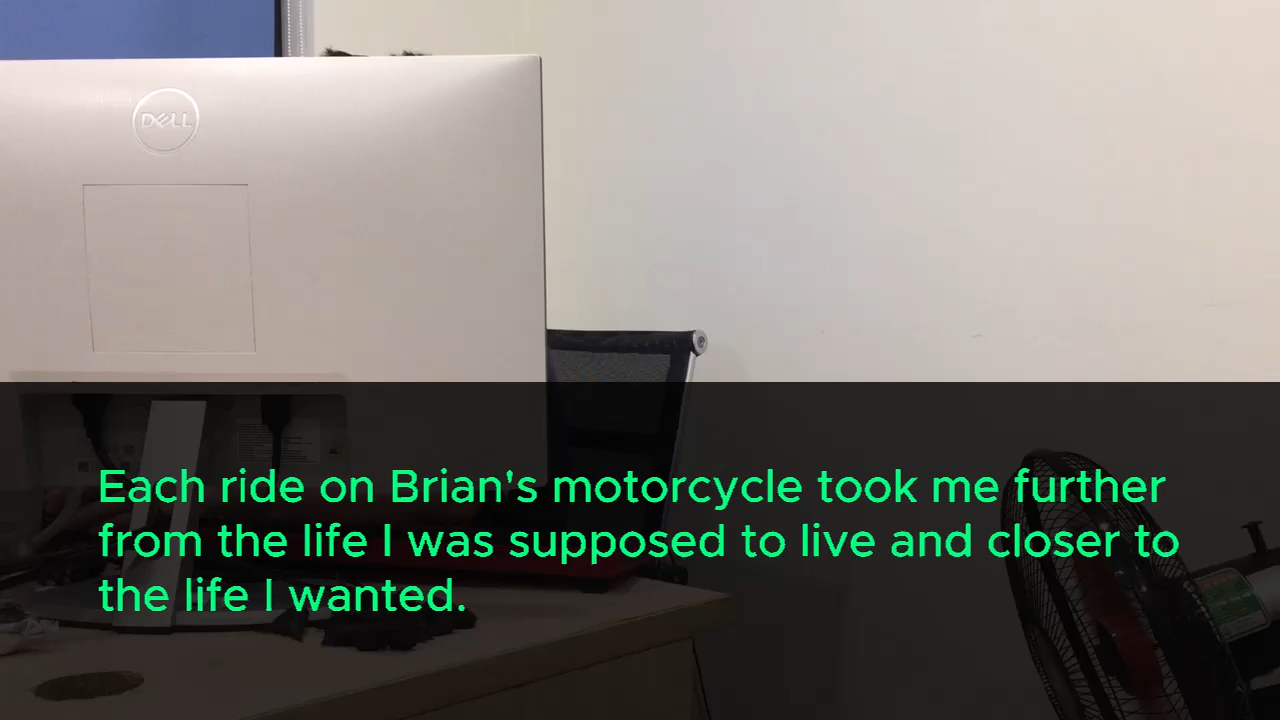 DELL
Each ride on Brian's motorcycle took me further
from the life I was supposed to live and closer to
the life I wanted.